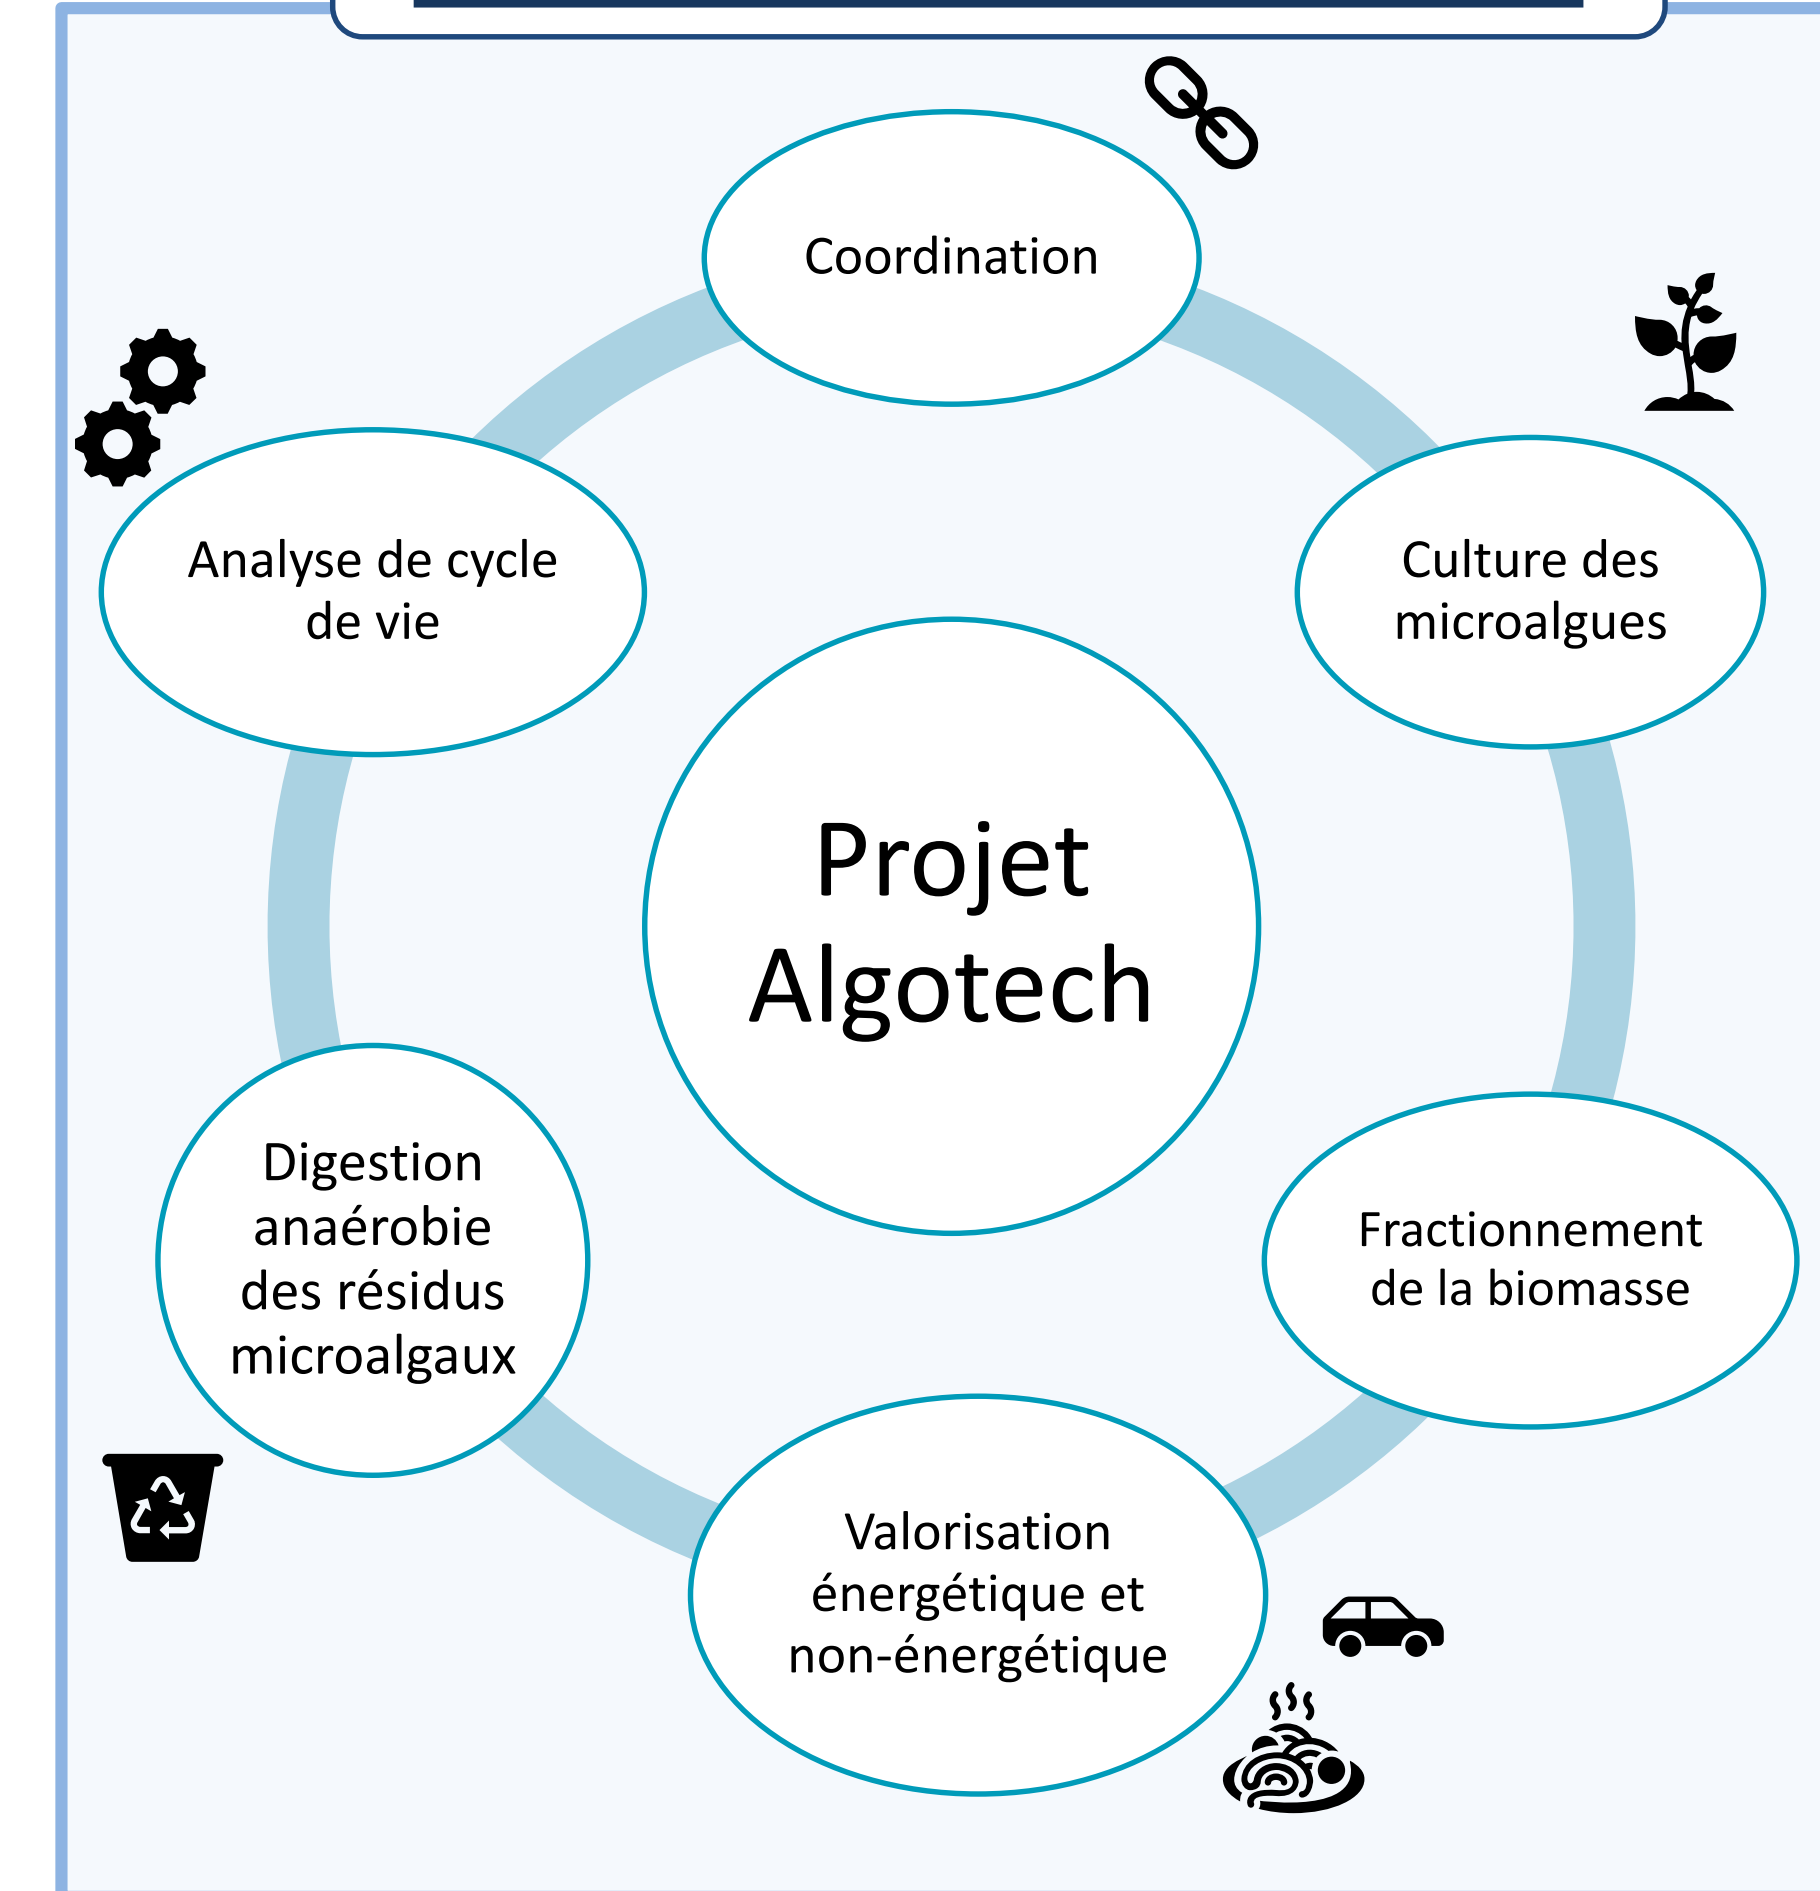 Coordination
Culture des
microalgues
Fractionnement
de la biomasse
Valorisation
énergétique et
non-énergétique
Digestion
anaérobie
des résidus
microalgaux
Analyse de cycle
de vie
Projet
Algotech